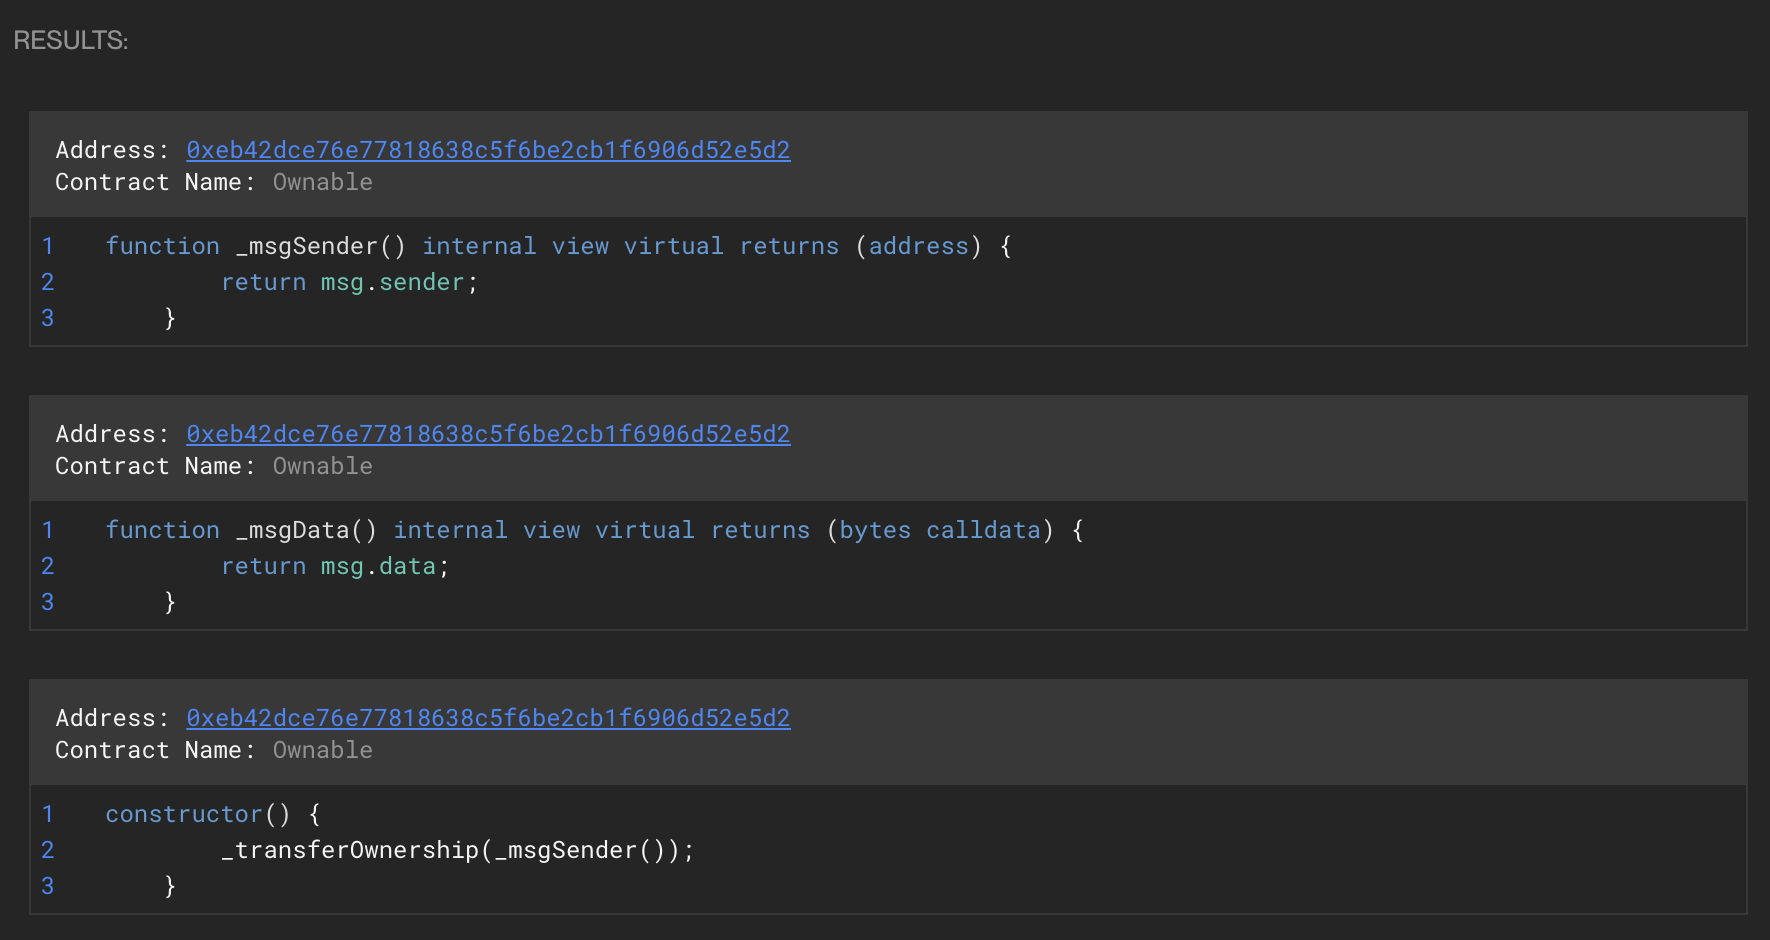 RESULTS:
Address: 0xeb42dce76e77818638c5f6be2cb1f6906d52e5d2
Contract Name: Ownable
1 function _msgSender() internal view virtual returns (address) {
2 return msg.sender;
3 }
Address: 0xeb42dce76e77818638c5f6be2cb1f6906d52e5d2
Contract Name: Ownable
1 function _msgData() internal view virtual returns (bytes calldata) {
2 return msg.data;
3 }
Address: 0xeb42dce76e77818638c5f6be2cb1f6906d52e5d2
Contract Name: Ownable
1 constructor() {
2 _transferOwnership(_msgSender());
3 }